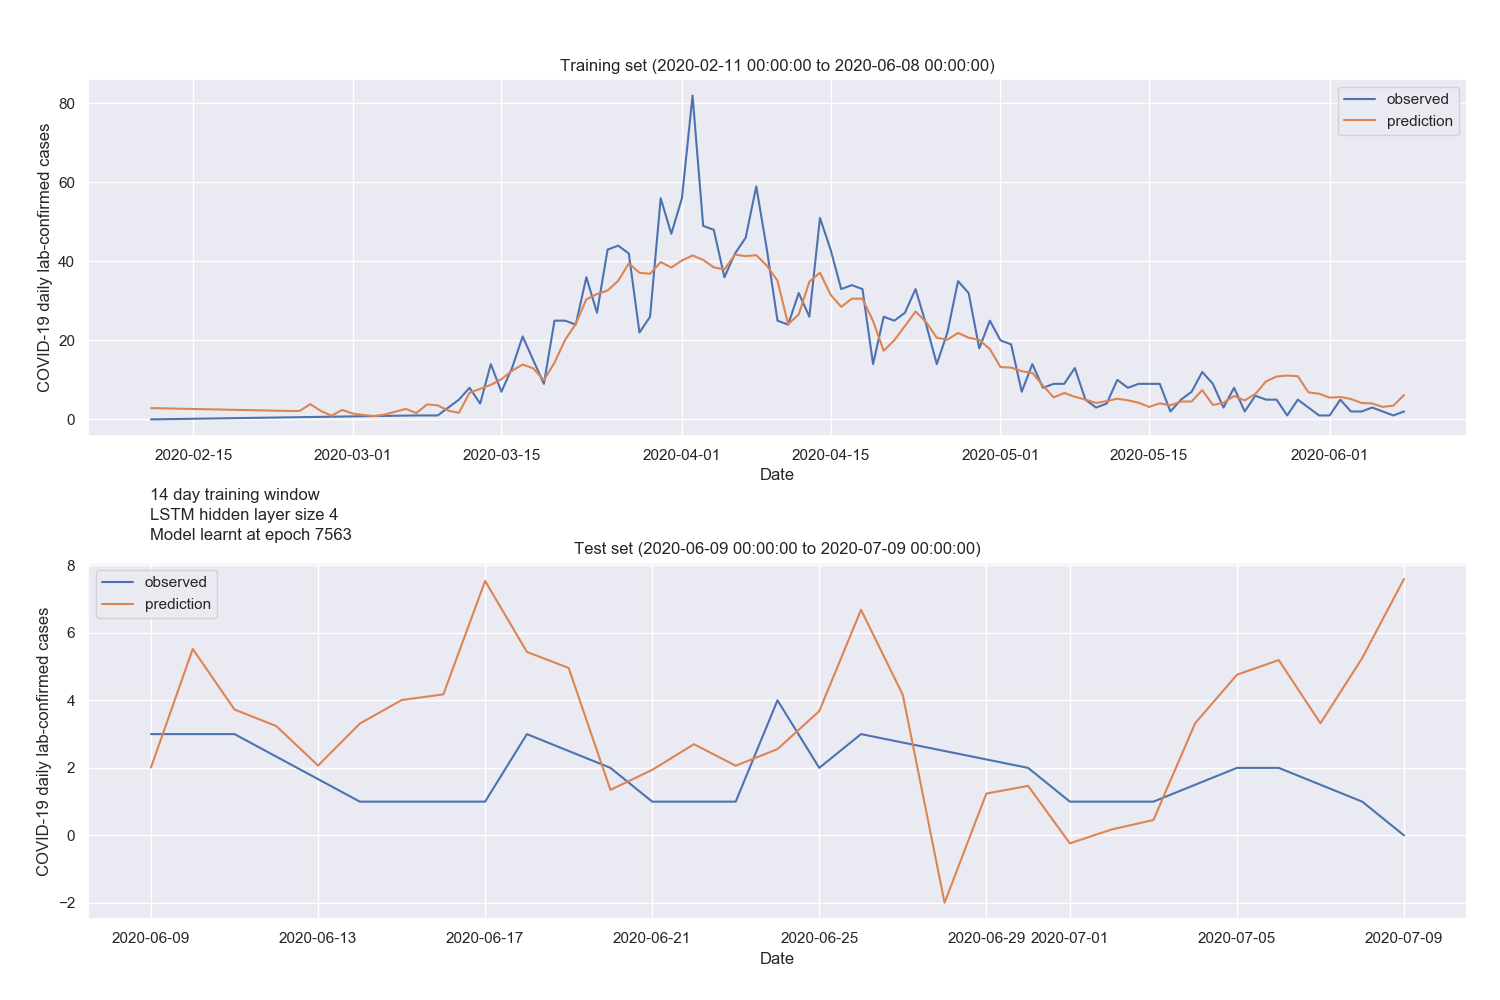 Training set (2020-02-11 00:00:00 to 2020-06-08 00:00:00)
COVID-19 daily lab-confirmed cases
80
60
40
20
0
observed
prediction
2020-02-15 2020-03-01 2020-03-15 2020-04-01 2020-04-15 2020-05-01 2020-05-15 2020-06-01
Date
14 day training window
LSTM hidden layer size 4
Model learnt at epoch 7563
Test set (2020-06-09 00:00:00 to 2020-07-09 00:00:00)
COVID-19 daily lab-confirmed cases
8
6
4
2
0
−2
observed
prediction
2020-06-09 2020-06-13 2020-06-17 2020-06-21 2020-06-25 2020-06-29 2020-07-01 2020-07-05 2020-07-09
Date